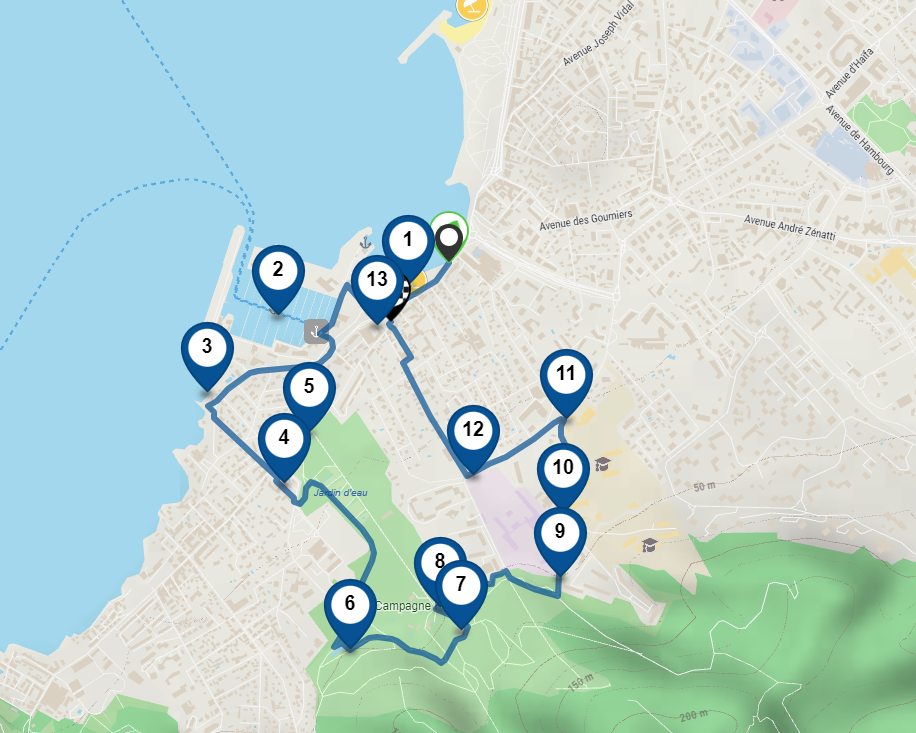 Avenue Joseph Vidal
Avenue d'Haïfa
Avenue de Hambourg
Avenue des Goumiers
Avenue André Zénatti
1
2
13
3
5
11
4
12
10
50 m
Jardin d'eau
9
8
7
6
Campagne
150 m
200 m